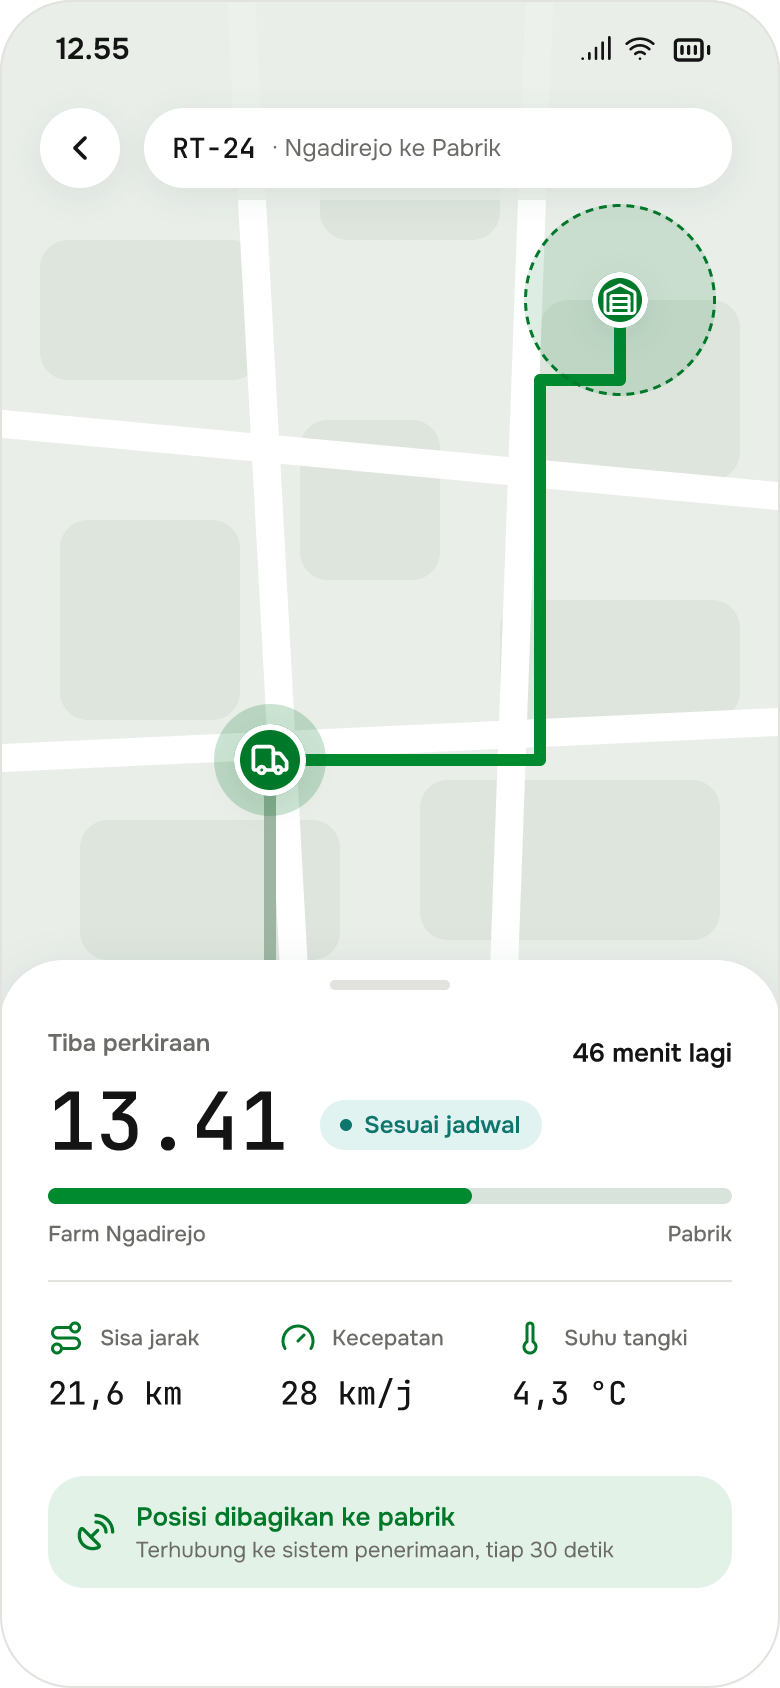 12.55
RT-24 · Ngadirejo ke Pabrik
Tiba perkiraan
46 menit lagi
13.41
Sesuai jadwal
Farm Ngadirejo
Pabrik
Sisa jarak
Kecepatan
Suhu tangki
21,6 km
28 km/j
4,3 °C
Posisi dibagikan ke pabrik
Terhubung ke sistem penerimaan, tiap 30 detik